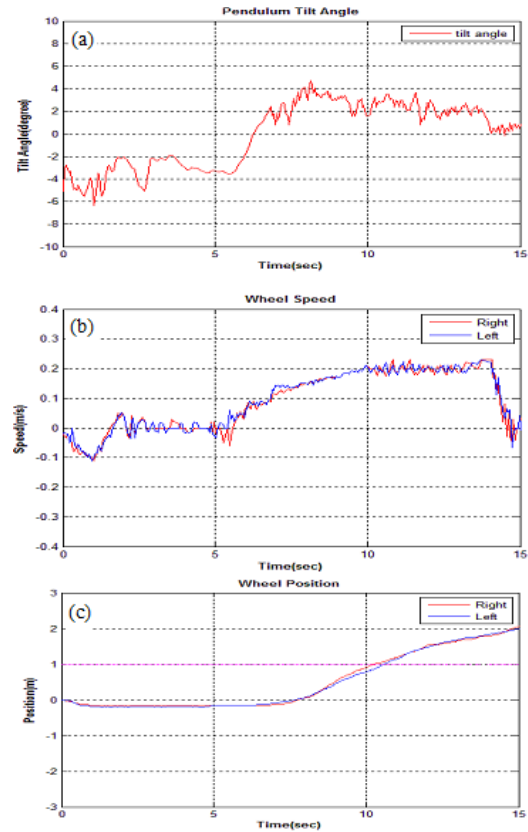 Pendulum Tilt Angle
(a)
tilt angle
Tilt Angle(degree)
10
8
6
4
2
0
-2
-4
-6
-8
-10
0
5
10
15
Time(sec)
Wheel Speed
(b)
Right
Left
Speed(m/s)
0.4
0.3
0.2
0.1
0
-0.1
0.2
0.3
-0.4
0
5
10
15
Time(sec)
Wheel Position
(c)
Right
Left
Position(m)
3
2
1
0
-1
-2
-3
0
5
10
15
Time(sec)